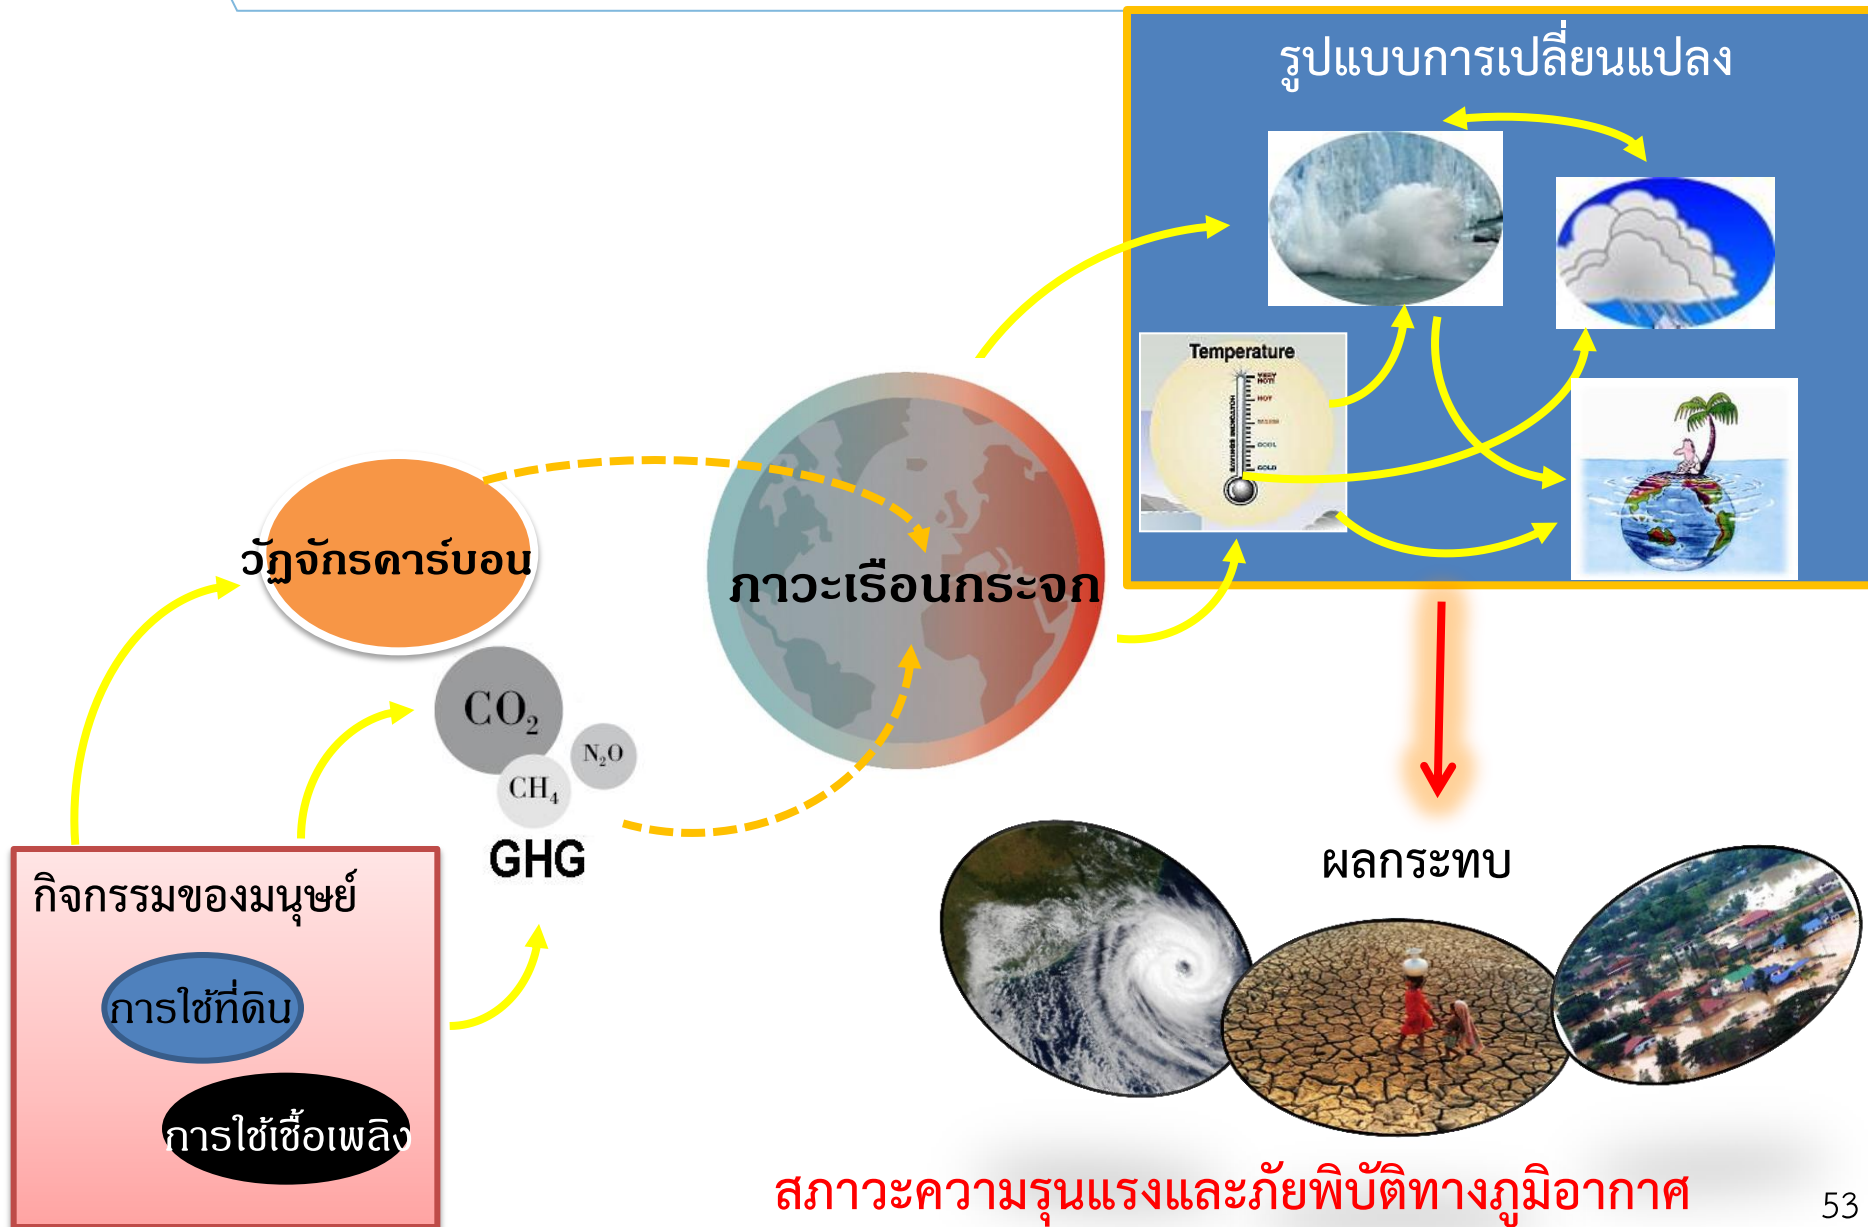 รูปแบบการเปลี่ยนแปลง
Temperature
VERY
HOT!
HOT
COOL
COLD
วัฏจักรคาร์บอน
ภาวะเรือนกระจก
CO₂
N₂O
CH₄
GHG
กิจกรรมของมนุษย์
การใช้ที่ดิน
การใช้เชื้อเพลิง
ผลกระทบ
สภาวะความรุนแรงและภัยพิบัติทางภูมิอากาศ
53